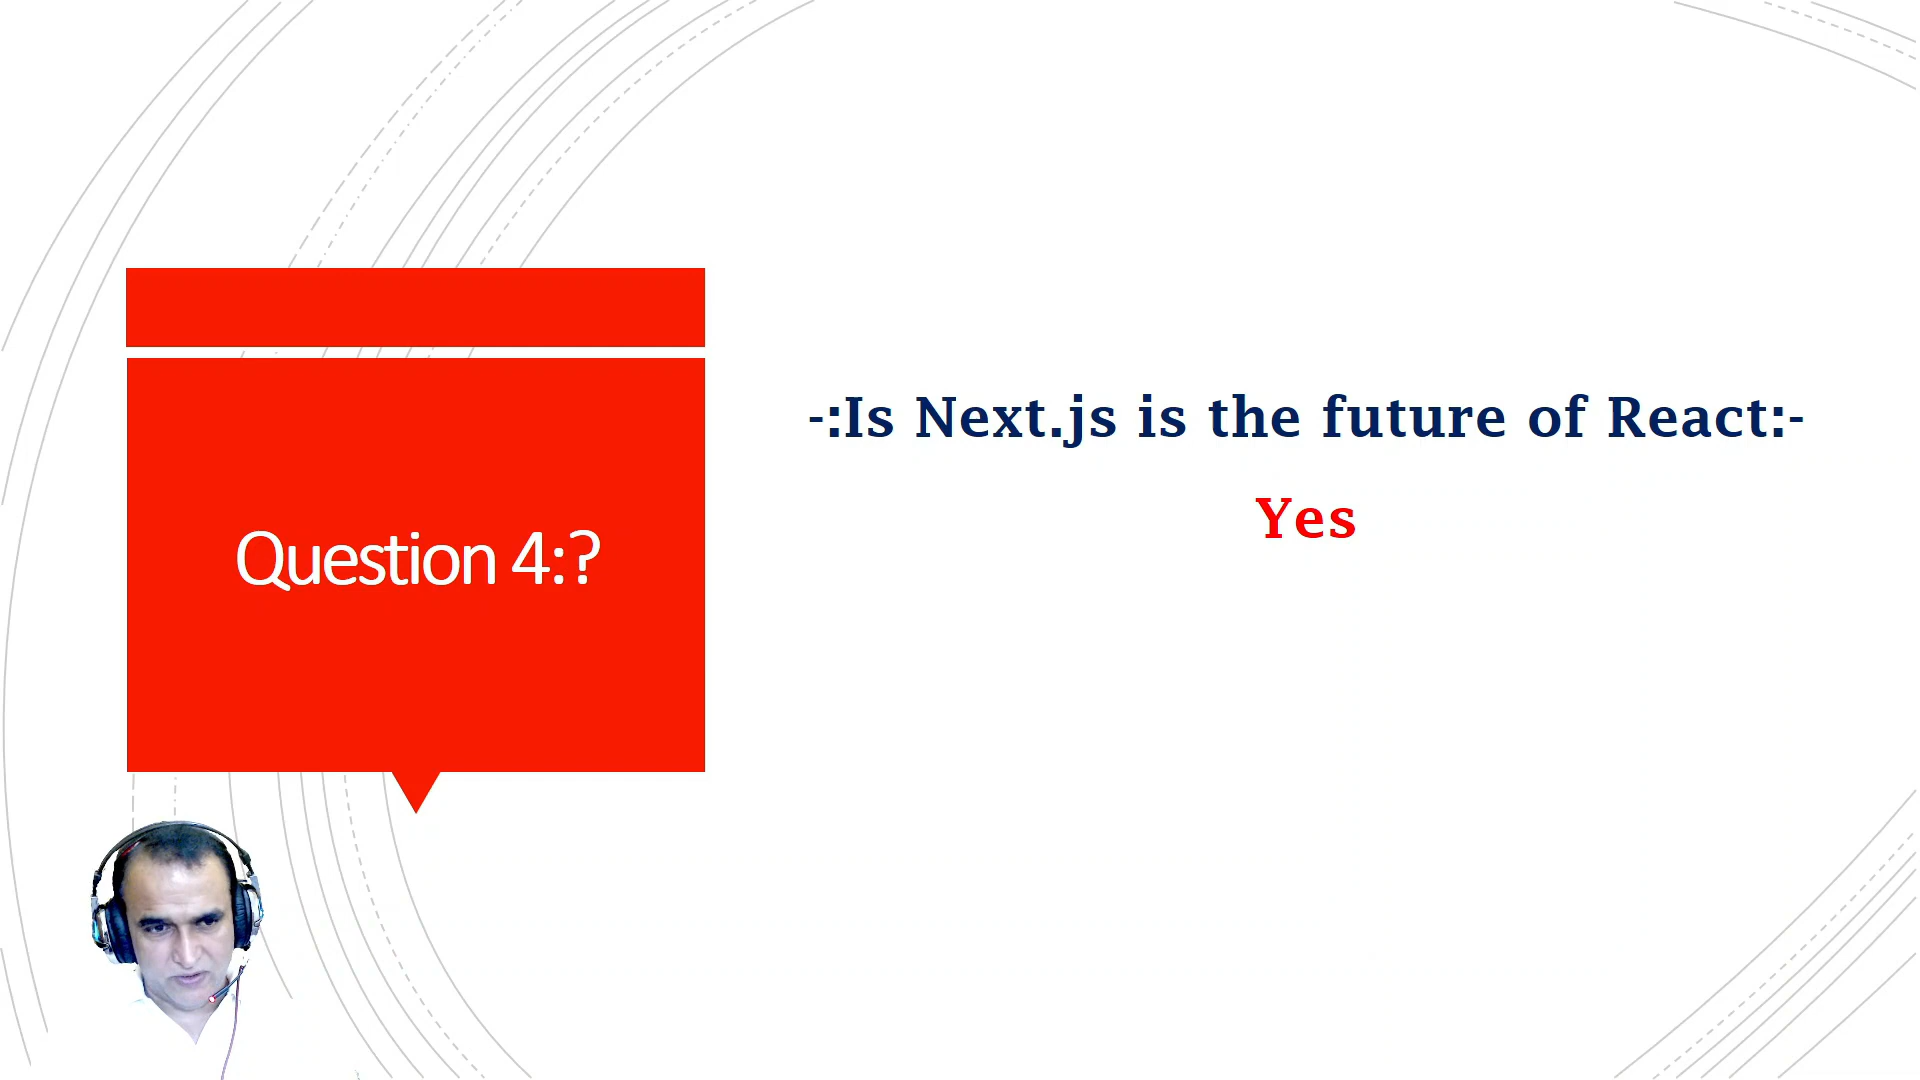 Question 4:?
-:Is Next.js is the future of React:-
Yes